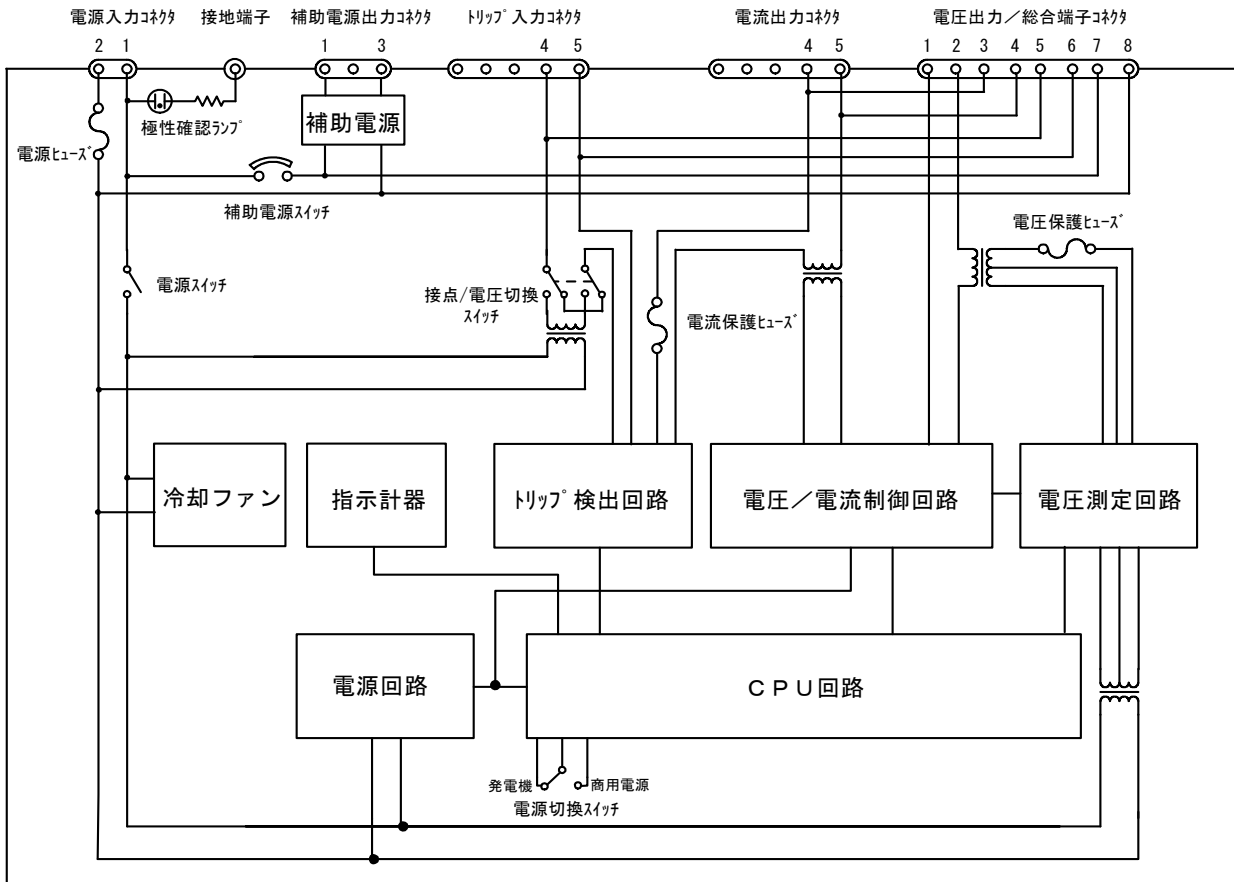 電源入力ｺﾈｸﾀ 接地端子 補助電源出力ｺﾈｸﾀ ﾄﾘｯﾌﾟ入力ｺﾈｸﾀ 電流出力ｺﾈｸﾀ 電圧出力／総合端子ｺﾈｸﾀ
2 1 1 3 4 5 4 5 1 2 3 4 5 6 7 8
極性確認ﾗﾝﾌﾟ
補助電源
電源ﾋｭｰｽﾞ
補助電源ｽｲｯﾁ
電圧保護ﾋｭｰｽﾞ
電源ｽｲｯﾁ
接点/電圧切換
ｽｲｯﾁ
電流保護ﾋｭｰｽﾞ
冷却ファン
指示計器
ﾄﾘｯﾌﾟ検出回路
電圧／電流制御回路
電圧測定回路
電源回路
ＣＰＵ回路
発電機 商用電源
電源切換ｽｲｯﾁ